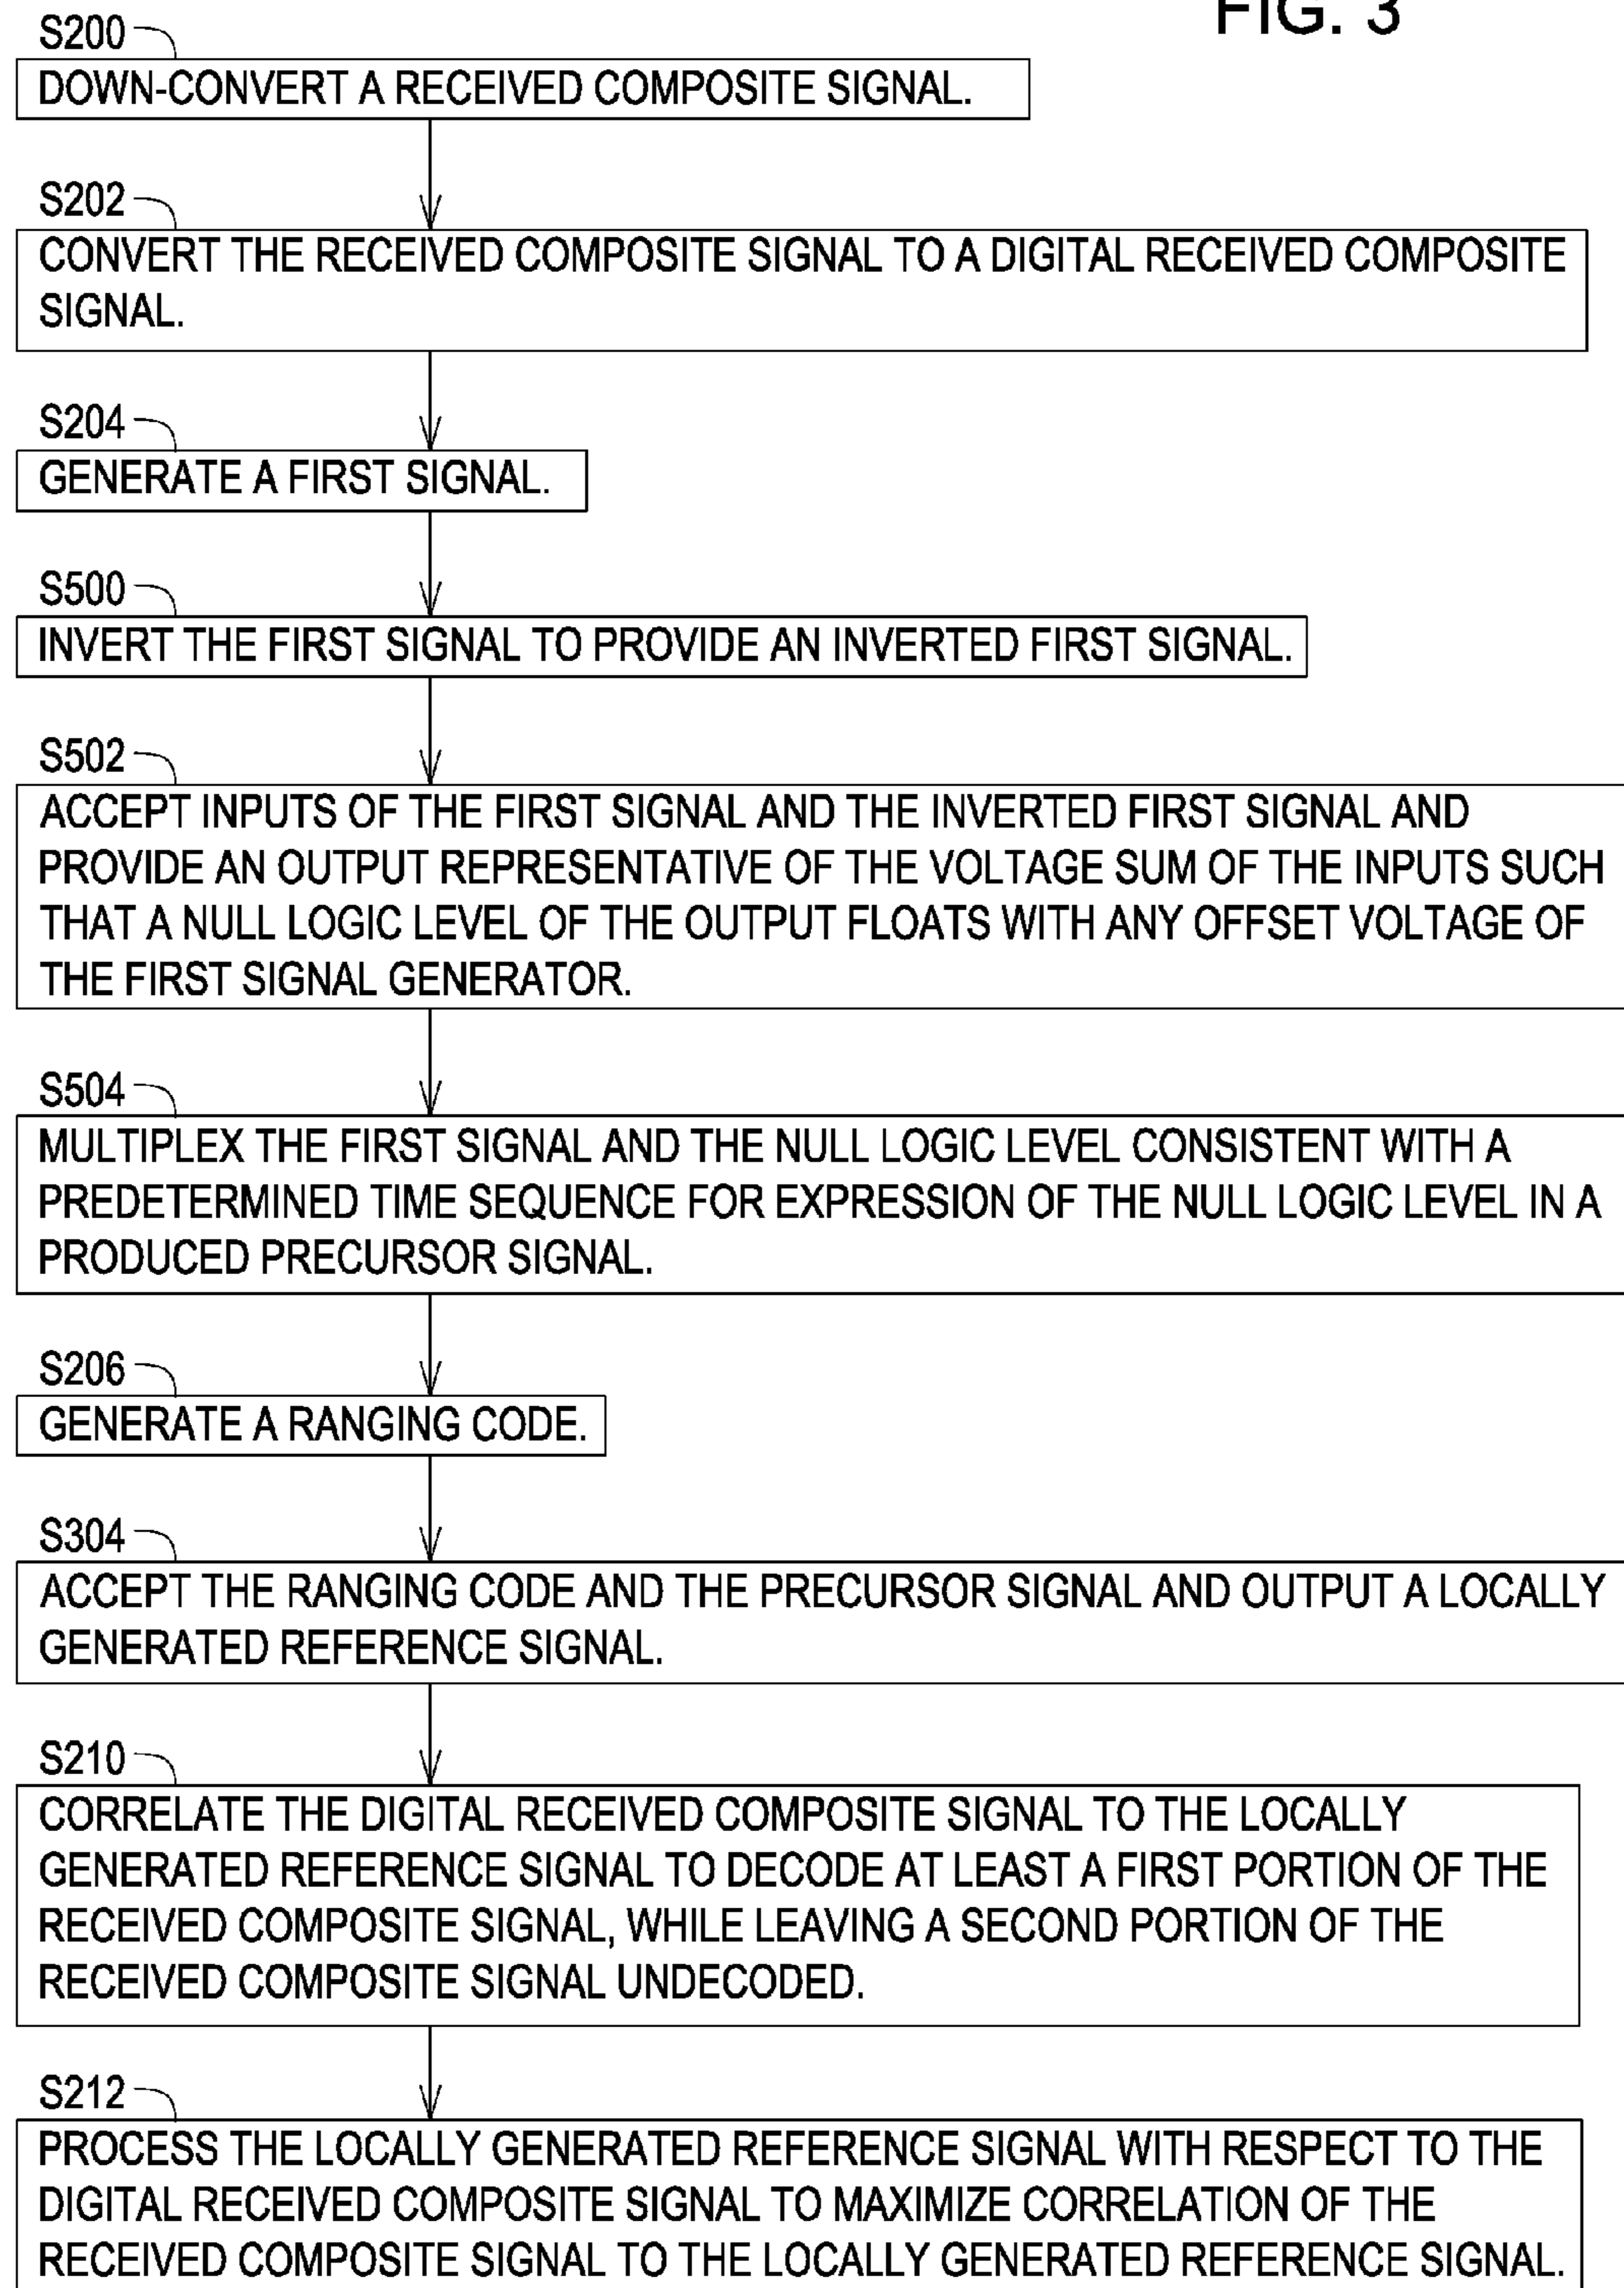 FIG. 3
S200
DOWN-CONVERT A RECEIVED COMPOSITE SIGNAL.
S202
CONVERT THE RECEIVED COMPOSITE SIGNAL TO A DIGITAL RECEIVED COMPOSITE
SIGNAL.
S204
GENERATE A FIRST SIGNAL.
S500
INVERT THE FIRST SIGNAL TO PROVIDE AN INVERTED FIRST SIGNAL.
S502
ACCEPT INPUTS OF THE FIRST SIGNAL AND THE INVERTED FIRST SIGNAL AND
PROVIDE AN OUTPUT REPRESENTATIVE OF THE VOLTAGE SUM OF THE INPUTS SUCH
THAT A NULL LOGIC LEVEL OF THE OUTPUT FLOATS WITH ANY OFFSET VOLTAGE OF
THE FIRST SIGNAL GENERATOR.
S504
MULTIPLEX THE FIRST SIGNAL AND THE NULL LOGIC LEVEL CONSISTENT WITH A
PREDETERMINED TIME SEQUENCE FOR EXPRESSION OF THE NULL LOGIC LEVEL IN A
PRODUCED PRECURSOR SIGNAL.
S206
GENERATE A RANGING CODE.
S304
ACCEPT THE RANGING CODE AND THE PRECURSOR SIGNAL AND OUTPUT A LOCALLY
GENERATED REFERENCE SIGNAL.
S210
CORRELATE THE DIGITAL RECEIVED COMPOSITE SIGNAL TO THE LOCALLY
GENERATED REFERENCE SIGNAL TO DECODE AT LEAST A FIRST PORTION OF THE
RECEIVED COMPOSITE SIGNAL, WHILE LEAVING A SECOND PORTION OF THE
RECEIVED COMPOSITE SIGNAL UNDECODED.
S212
PROCESS THE LOCALLY GENERATED REFERENCE SIGNAL WITH RESPECT TO THE
DIGITAL RECEIVED COMPOSITE SIGNAL TO MAXIMIZE CORRELATION OF THE
RECEIVED COMPOSITE SIGNAL TO THE LOCALLY GENERATED REFERENCE SIGNAL.